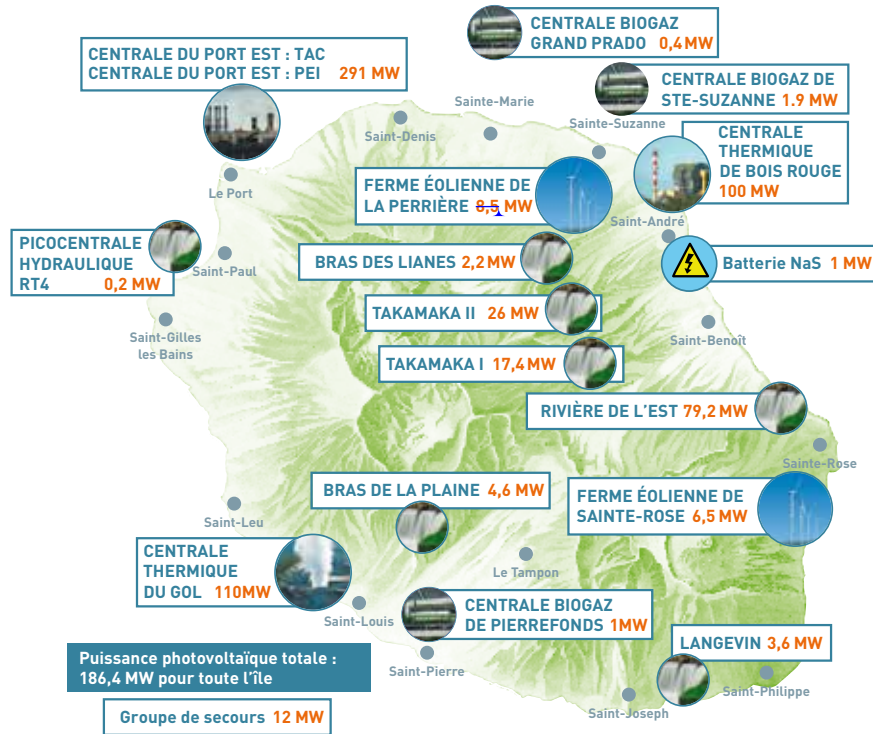 CENTRALE BIOGAZ
GRAND PRADO 0,4 MW
CENTRALE DU PORT EST : TAC
CENTRALE DU PORT EST : PEI 291 MW
CENTRALE BIOGAZ DE
STE-SUZANNE 1.9 MW
Sainte-Marie
Saint-Denis
Sainte-Suzanne
CENTRALE
THERMIQUE
DE BOIS ROUGE
100 MW
Le Port
FERME ÉOLIENNE DE
LA PERRIÈRE 8,5 MW
Saint-André
PICOCENTRALE
HYDRAULIQUE
RT4 0,2 MW
Saint-Paul
BRAS DES LIANES 2,2 MW
Batterie NaS 1 MW
TAKAMAKA II 26 MW
Saint-Gilles
les Bains
Saint-Benoît
TAKAMAKA I 17,4 MW
RIVIÈRE DE L'EST 79,2 MW
Sainte-Rose
BRAS DE LA PLAINE 4,6 MW
FERME ÉOLIENNE DE
SAINTE-ROSE 6,5 MW
Saint-Leu
CENTRALE
THERMIQUE
DU GOL 110MW
Le Tampon
Saint-Louis
CENTRALE BIOGAZ
DE PIERREFONDS 1MW
LANGEVIN 3,6 MW
Puissance photovoltaïque totale :
186,4 MW pour toute l'île
Saint-Pierre
Saint-Philippe
Saint-Joseph
Groupe de secours 12 MW